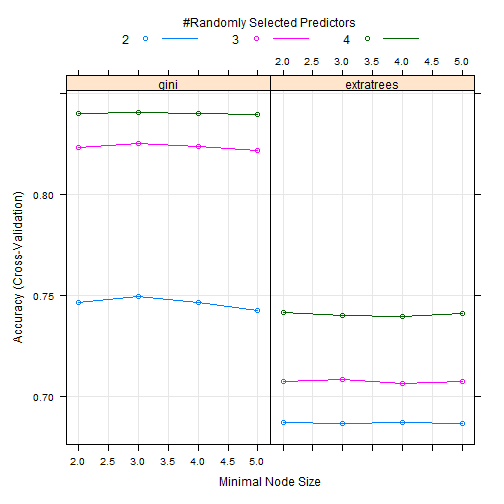 #Randomly Selected Predictors
2 3 4
2.0 2.5 3.0 3.5 4.0 4.5 5.0
gini extratrees
0.80
0.75
0.70
Accuracy (Cross-Validation)
2.0 2.5 3.0 3.5 4.0 4.5 5.0
Minimal Node Size